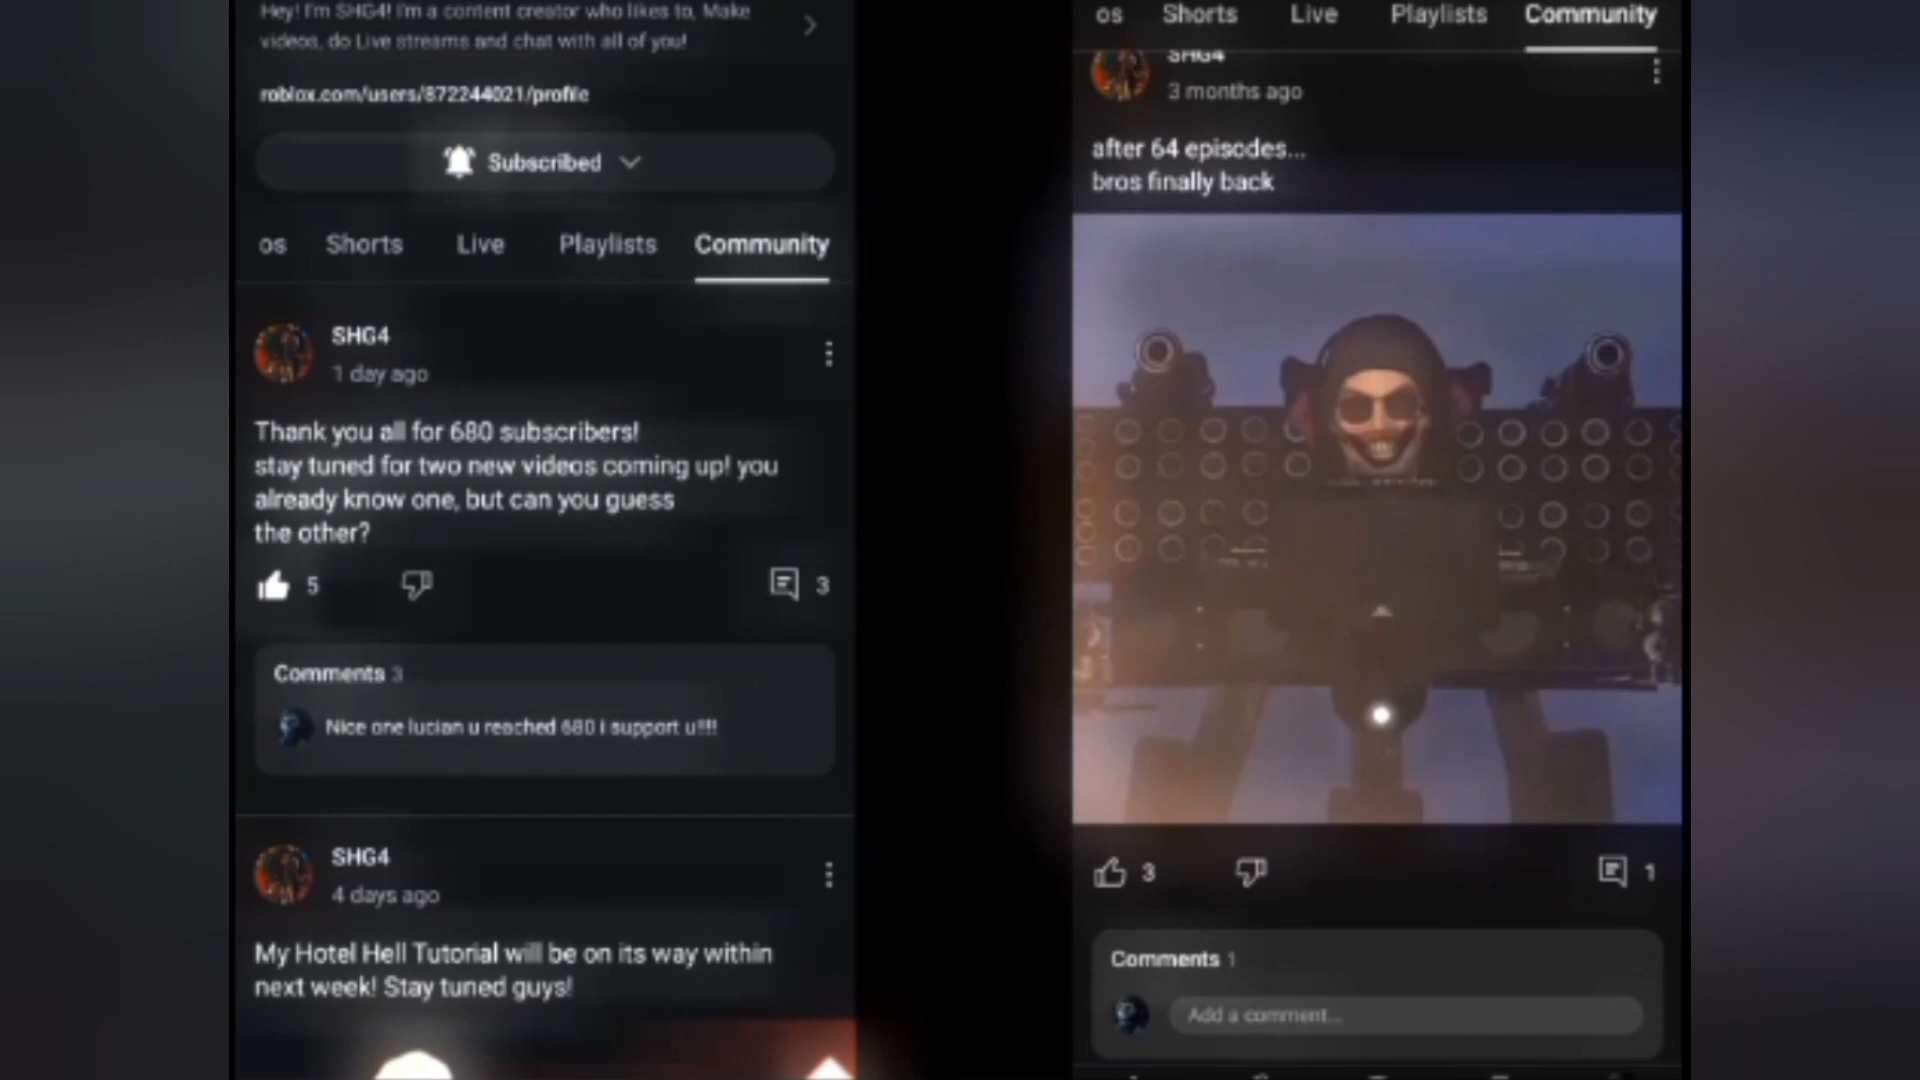 Hey! I'm SHG4! I'm a content creator who likes to, Make
videos, do Live streams and chat with all of you!
roblox.com/users/872244021/profile
Subscribed
os Shorts Live Playlists Community
SHG4
1 day ago
Thank you all for 680 subscribers!
stay tuned for two new videos coming up! you
already know one, but can you guess
the other?
5 3
Comments 3
Nice one lucian u reached 680 i support u!!!!
SHG4
4 days ago
My Hotel Hell Tutorial will be on its way within
next week! Stay tuned guys!
os Shorts Live Playlists Community
SHG4
3 months ago
after 64 episodes...
bros finally back
3 1
Comments 1
Add a comment...